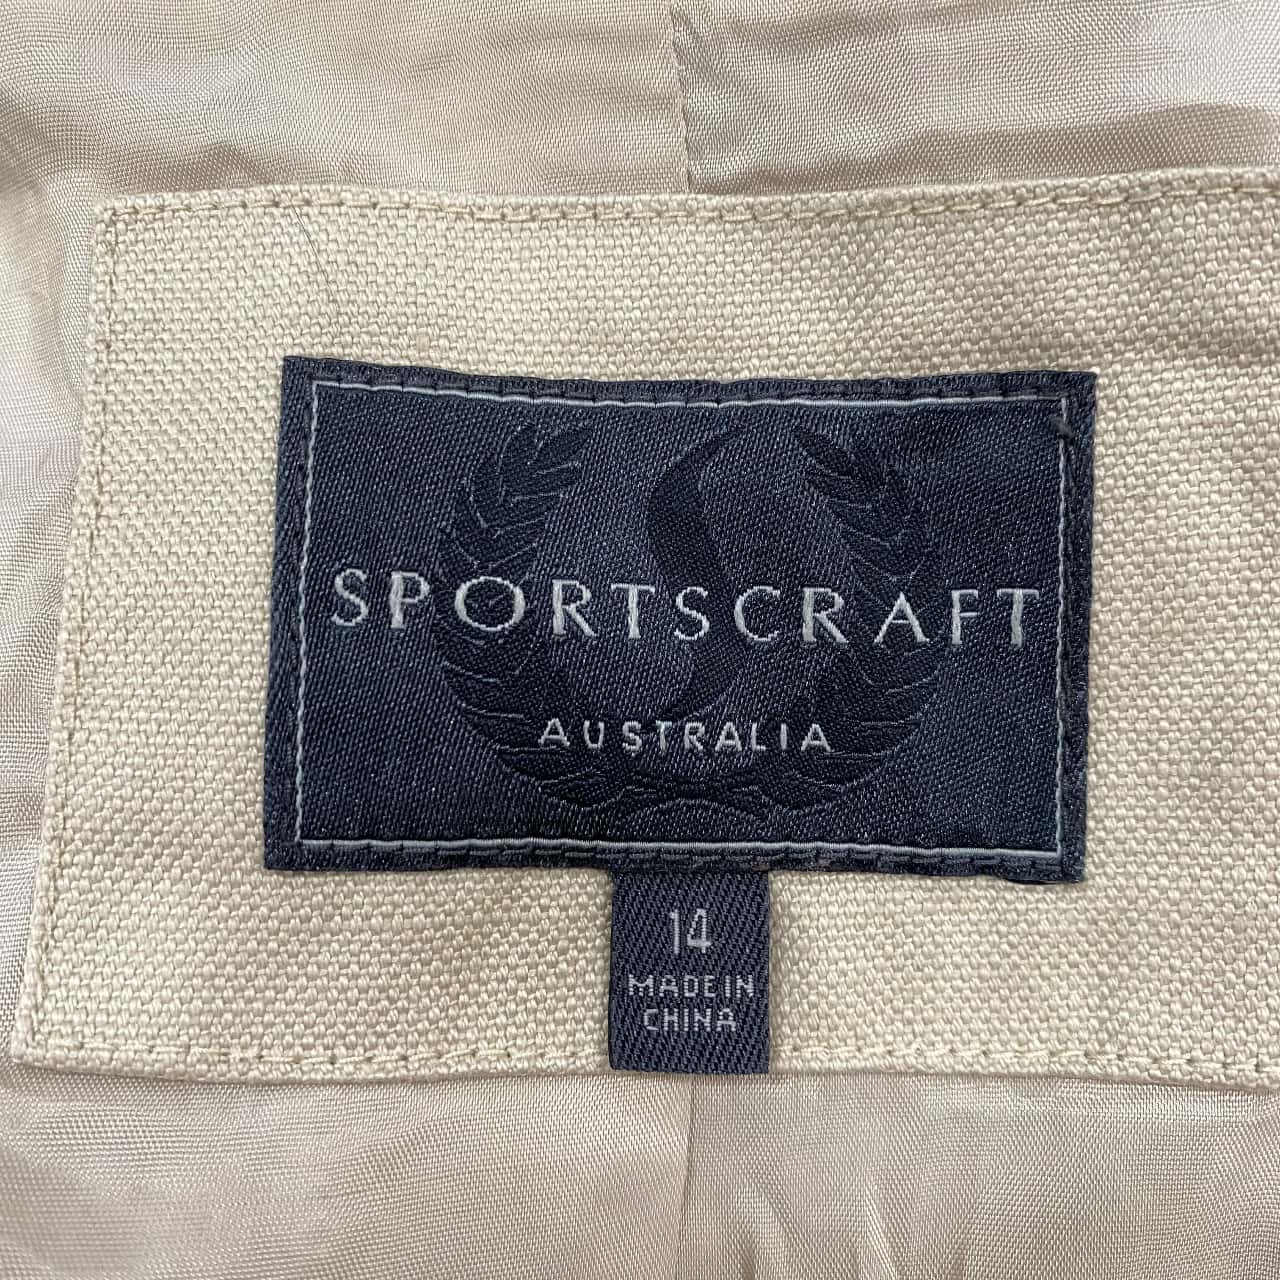 SPORTSCRAFT
AUSTRALIA
14
MADE IN
CHINA